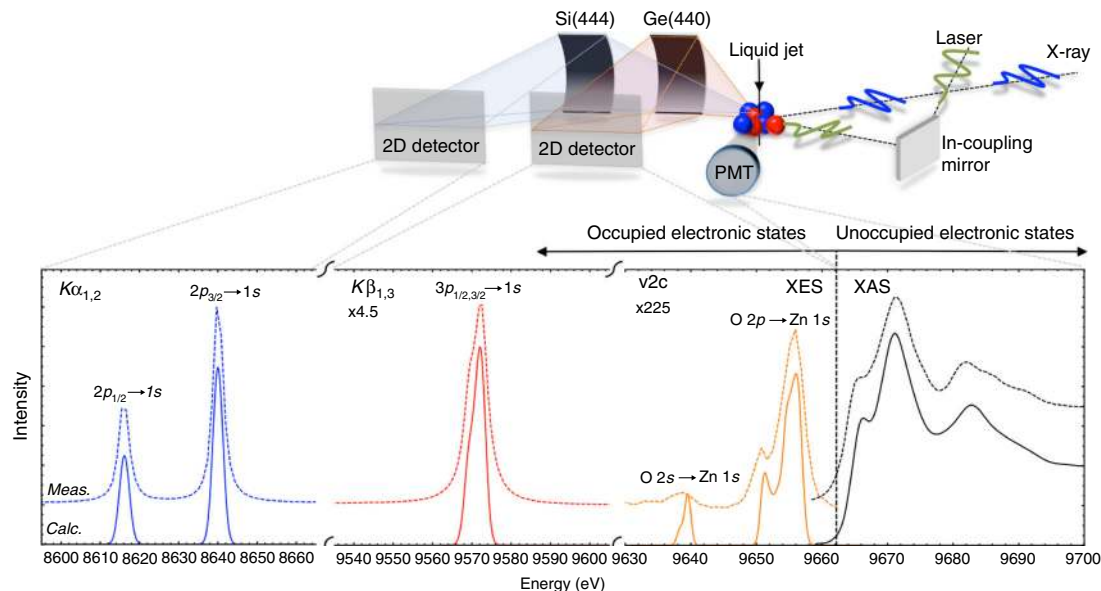 Si(444)
Ge(440)
Liquid jet
Laser
X-ray
2D detector
2D detector
PMT
In-coupling
mirror
Occupied electronic states
Unoccupied electronic states
Kα1,2
2p3/2→1s
2p1/2→1s
Kβ1,3
x4.5
3p1/2,3/2→1s
v2c
x225
XES
XAS
O 2p→Zn 1s
O 2s→Zn 1s
Intensity
Meas.
Calc.
8600 8610 8620 8630 8640 8650 8660
9540 9550 9560 9570 9580 9590 9600
9630 9640 9650 9660 9670 9680 9690 9700
Energy (eV)